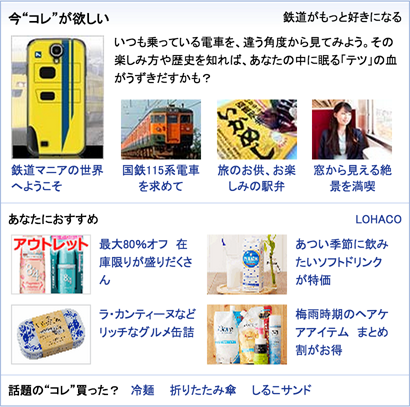 今“コレ”が欲しい
鉄道がもっと好きになる
いつも乗っている電車を、違う角度から見てみよう。その
楽しみ方や歴史を知れば、あなたの中に眠る「テツ」の血
がうずきだすかも？
鉄道マニアの世界
へようこそ
国鉄115系電車
を求めて
いかめし
旅のお供、お楽
しみの駅弁
窓から見える絶
景を満喫
あなたにおすすめ
LOHACO
アウトレット
最大80%オフ　在
庫限りが盛りだくさ
ん
あつい季節に飲み
たいソフトドリンク
が特価
ラ・カンティーヌなど
リッチなグルメ缶詰
梅雨時期のヘアケ
アアイテム　まとめ
割がお得
話題の“コレ”買った？
冷麺
折りたたみ傘
しるこサンド